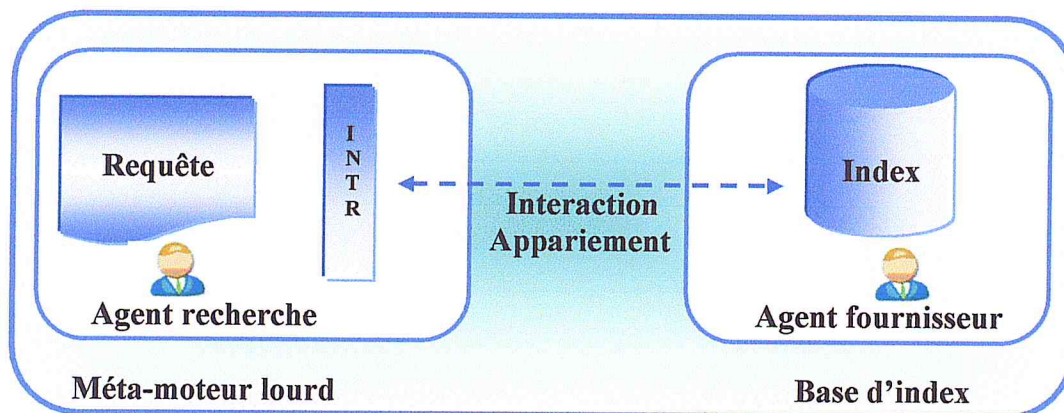 Requête
I
N
T
R
Agent recherche
Méta-moteur lourd
Interaction
Appariement
Index
Agent fournisseur
Base d'index